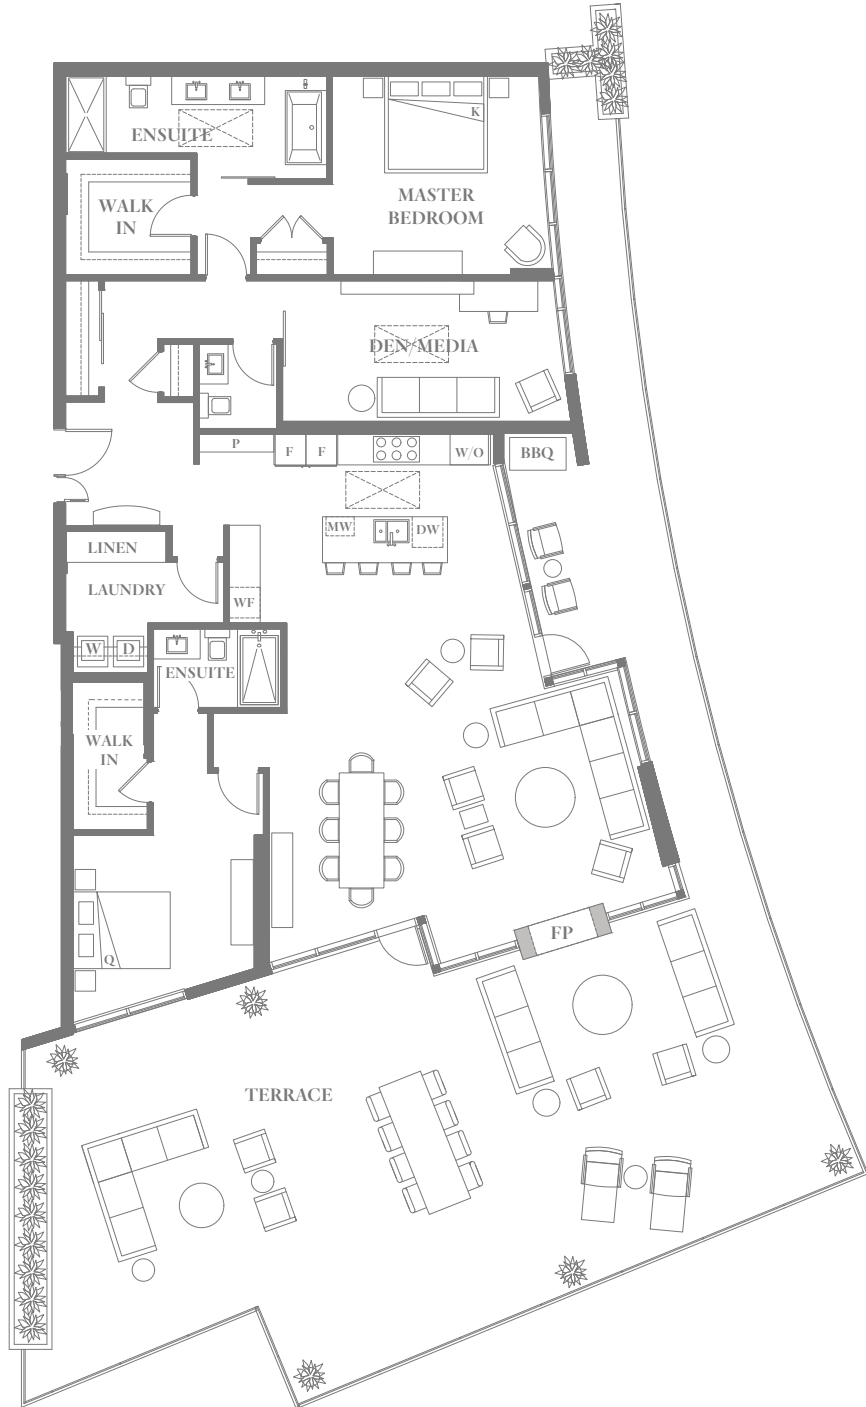 ENSUITE
K
WALK
IN
MASTER
BEDROOM
DEN/MEDIA
P
F
F
W/O
BBQ
MW
DW
LINEN
LAUNDRY
WF
W
D
ENSUITE
WALK
IN
Q
FP
TERRACE